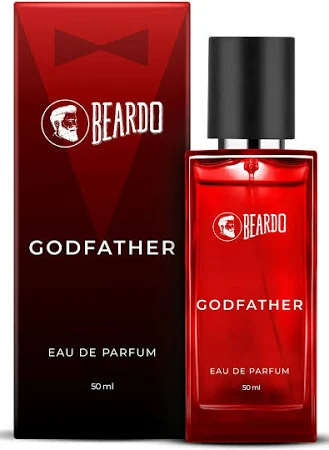 BEARDO
GODFATHER
EAU DE PARFUM
50 ml
BEARDO
GODFATHER
EAU DE PARFUM
50 ml